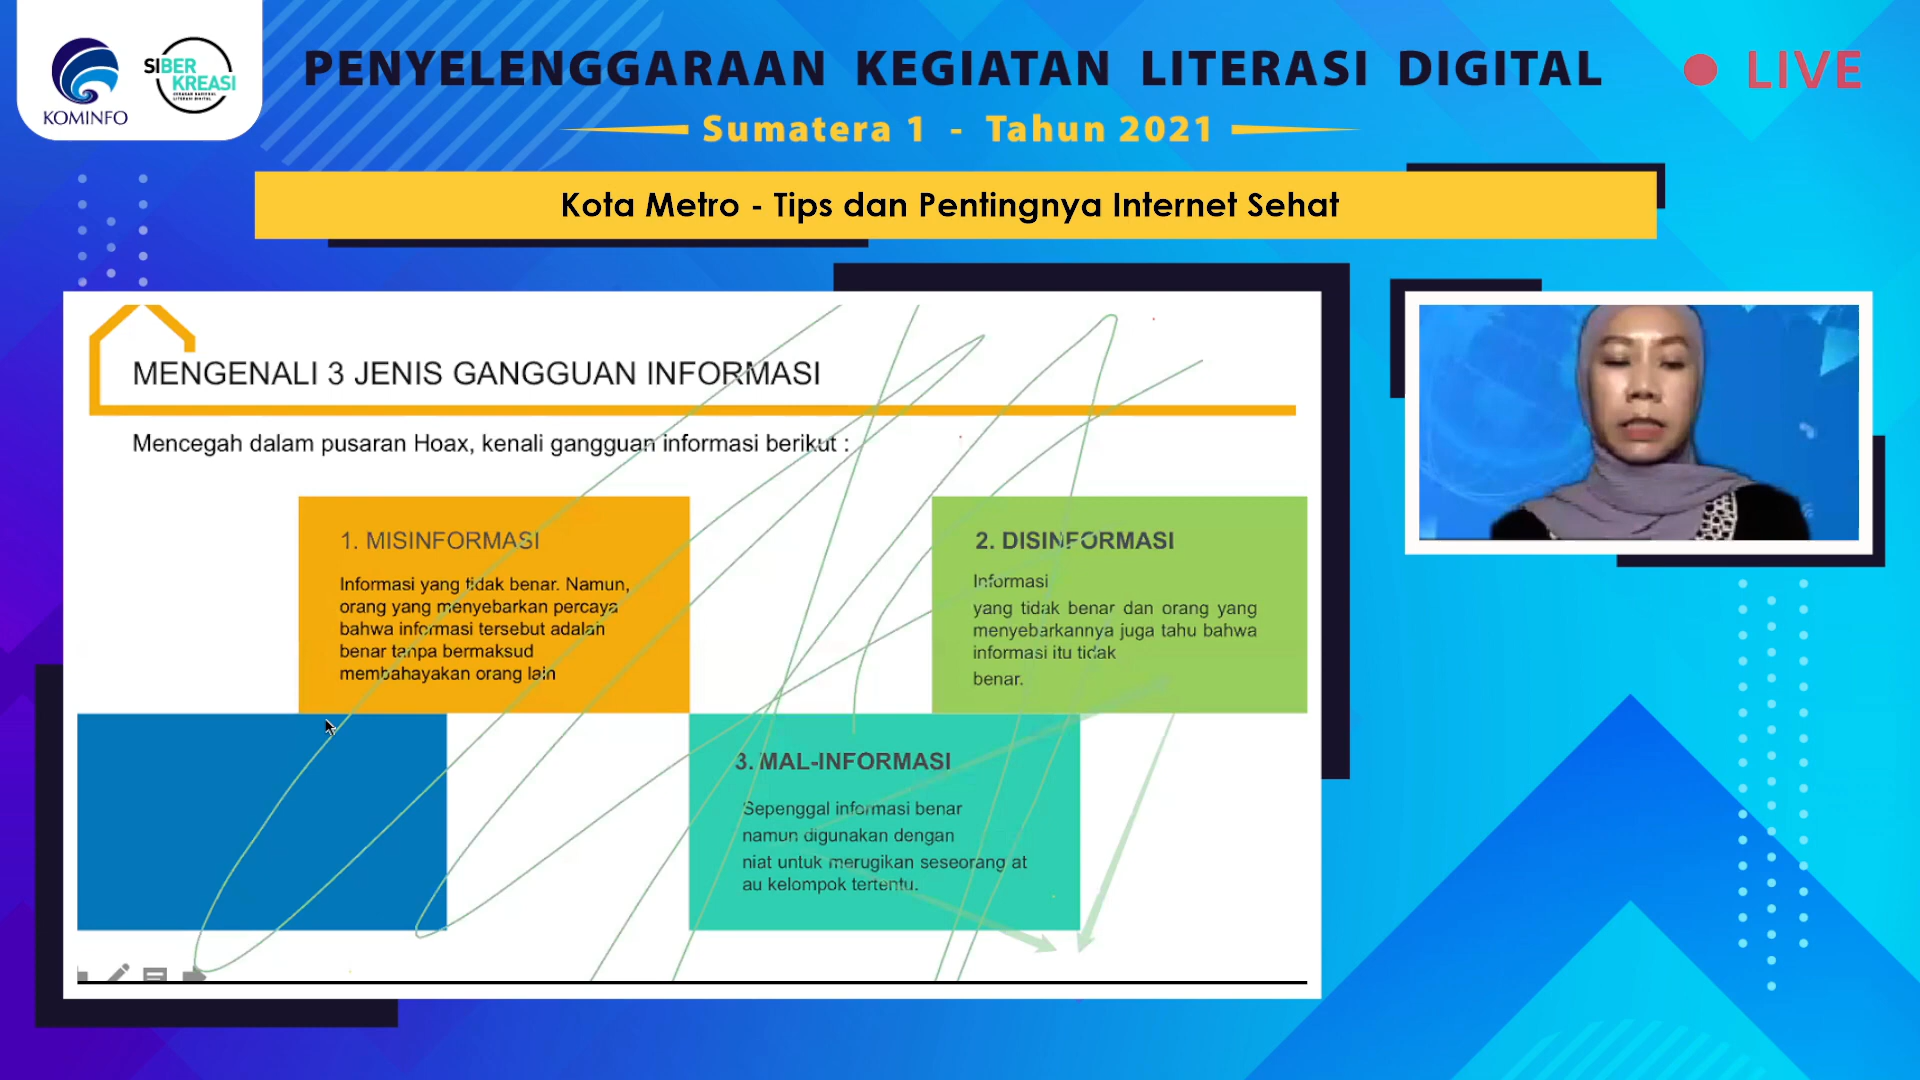 KOMINFO
SIBER
KREASI
GERAKAN NASIONAL
LITERASI DIGITAL
PENYELENGGARAAN KEGIATAN LITERASI DIGITAL
LIVE
Sumatera 1 - Tahun 2021
Kota Metro - Tips dan Pentingnya Internet Sehat
MENGENALI 3 JENIS GANGGUAN INFORMASI
Mencegah dalam pusaran Hoax, kenali gangguan informasi berikut :
1. MISINFORMASI
Informasi yang tidak benar. Namun,
orang yang menyebarkan percaya
bahwa informasi tersebut adalah
benar tanpa bermaksud
membahayakan orang lain
2. DISINFORMASI
Informasi
yang tidak benar dan orang yang
menyebarkannya juga tahu bahwa
informasi itu tidak
benar.
3. MAL-INFORMASI
Sepenggal informasi benar
namun digunakan dengan
niat untuk merugikan seseorang at
au kelompok tertentu.